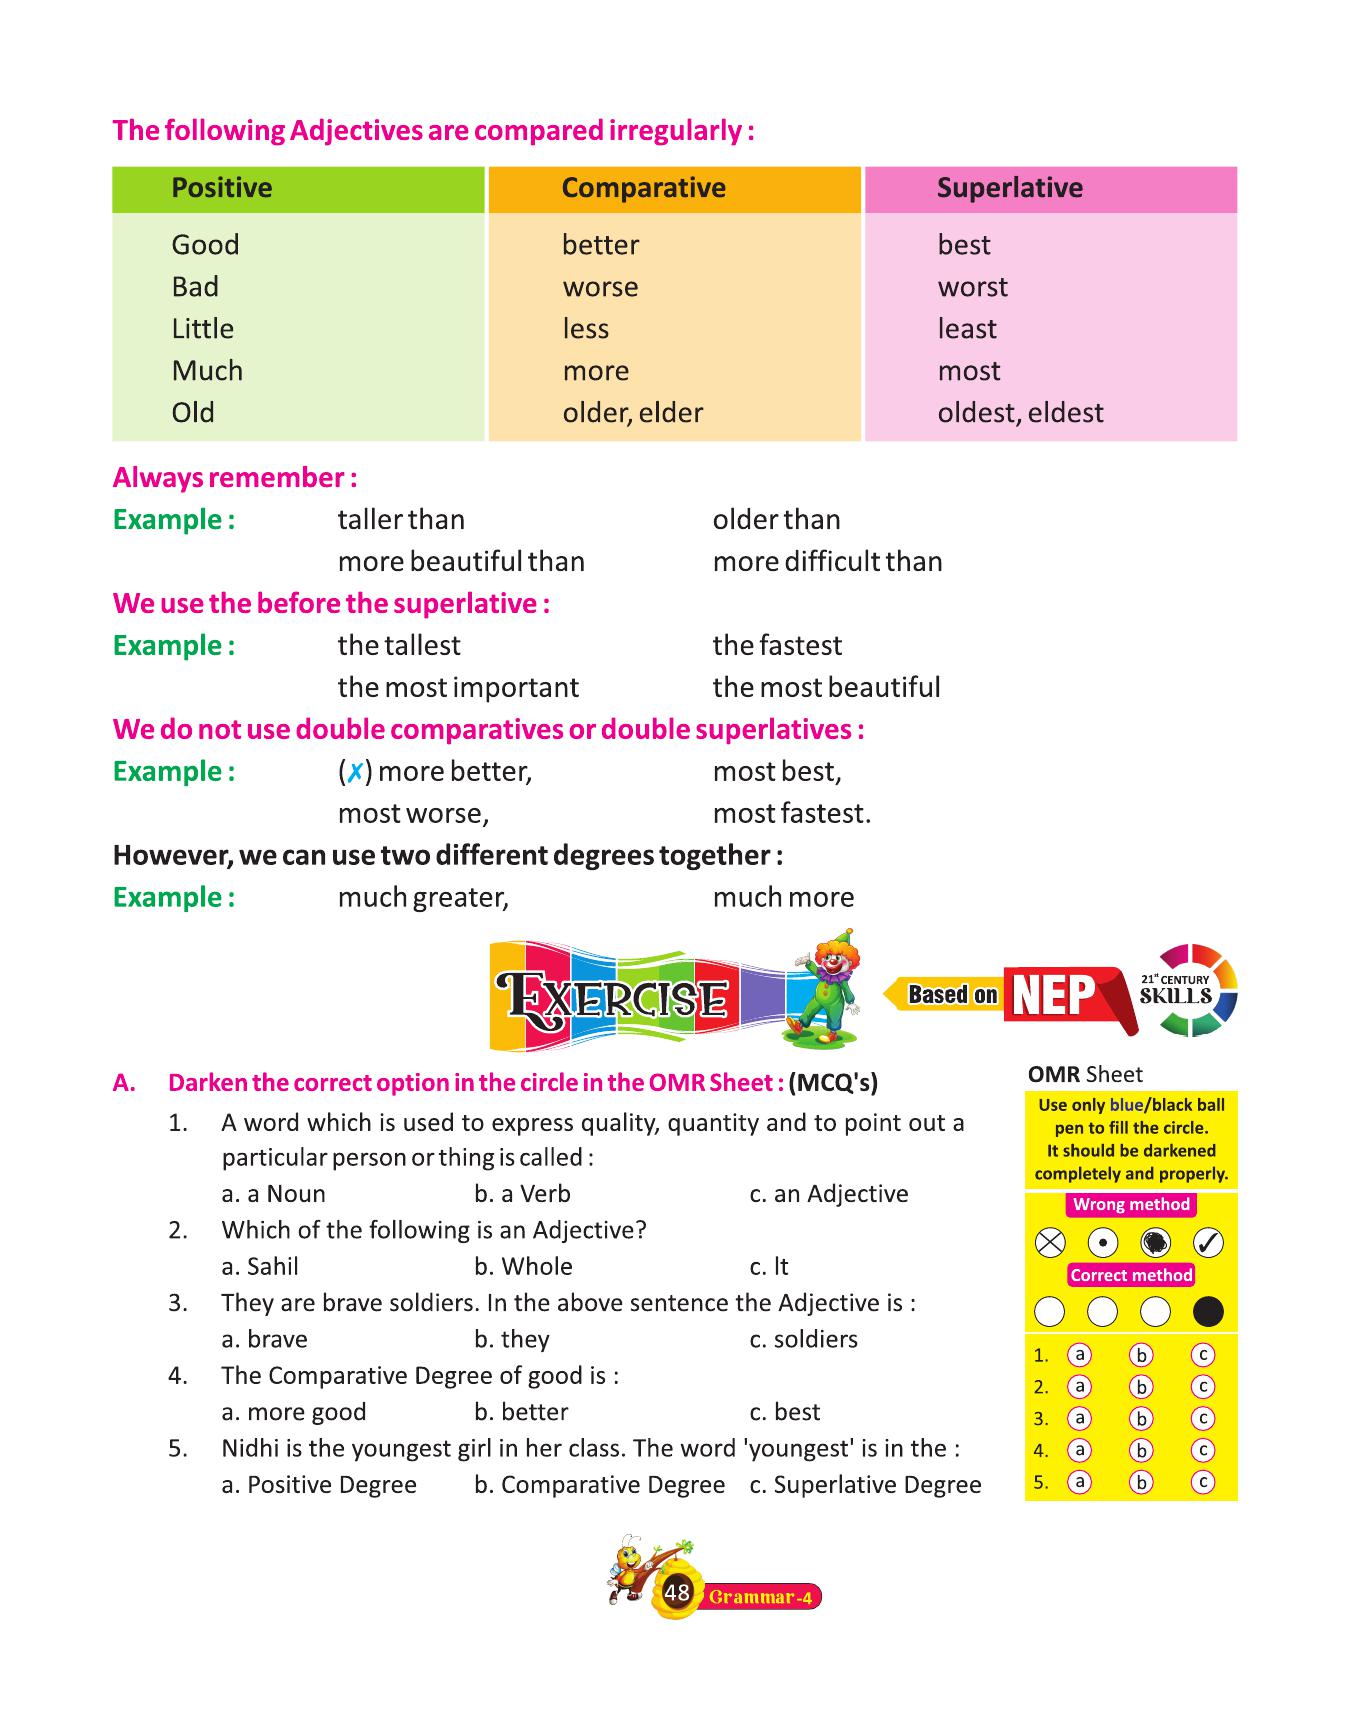 The following Adjectives are compared irregularly :
Positive Comparative Superlative
Good better best
Bad worse worst
Little less least
Much more most
Old older, elder oldest, eldest
Always remember :
Example : taller than older than
more beautiful than more difficult than
We use the before the superlative :
Example : the tallest the fastest
the most important the most beautiful
We do not use double comparatives or double superlatives :
Example : (✗) more better, most best,
most worse, most fastest.
However, we can use two different degrees together :
Example : much greater, much more
EXERCISE
Based on NEP
21st CENTURY
SKILLS
A. Darken the correct option in the circle in the OMR Sheet : (MCQ's)
1. A word which is used to express quality, quantity and to point out a
particular person or thing is called :
a. a Noun b. a Verb c. an Adjective
2. Which of the following is an Adjective?
a. Sahil b. Whole c. It
3. They are brave soldiers. In the above sentence the Adjective is :
a. brave b. they c. soldiers
4. The Comparative Degree of good is :
a. more good b. better c. best
5. Nidhi is the youngest girl in her class. The word 'youngest' is in the :
a. Positive Degree b. Comparative Degree c. Superlative Degree
OMR Sheet
Use only blue/black ball
pen to fill the circle.
It should be darkened
completely and properly.
Wrong method
Correct method
1. a b c
2. a b c
3. a b c
4. a b c
5. a b c
48 Grammar-4